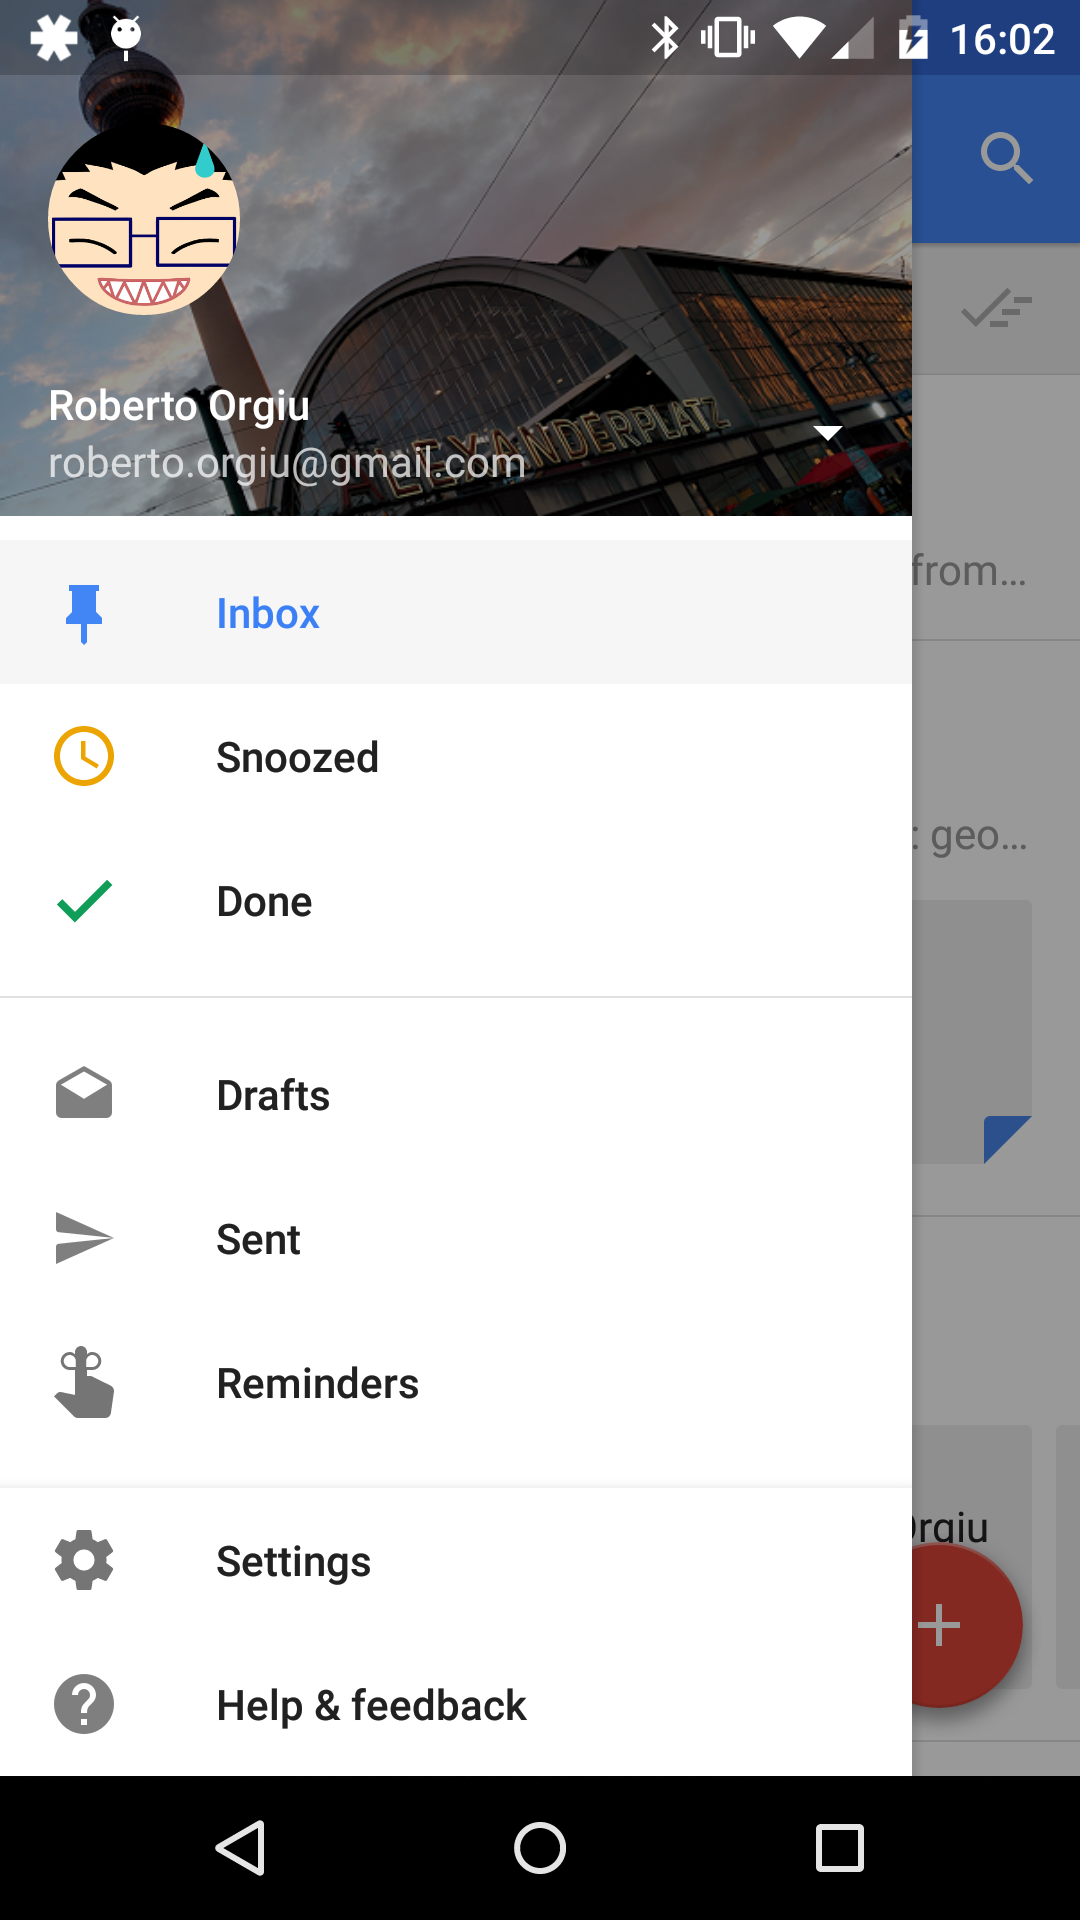 16:02
ALEXANDERPLATZ
Roberto Orgiu
roberto.orgiu@gmail.com
from...
Inbox
Snoozed
: geo...
Done
Drafts
Sent
Reminders
Orgiu
Settings
Help & feedback